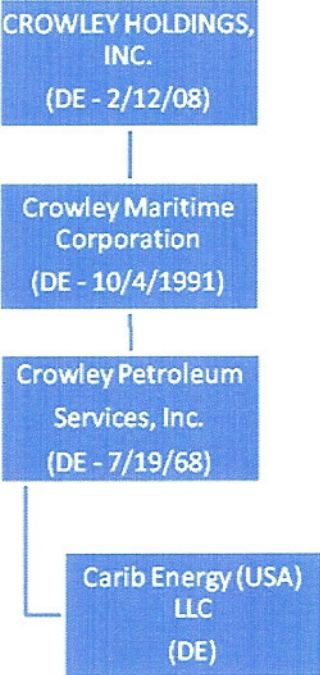 CROWLEY HOLDINGS,
INC.
(DE - 2/12/08)
Crowley Maritime
Corporation
(DE - 10/4/1991)
Crowley Petroleum
Services, Inc.
(DE - 7/19/68)
Carib Energy (USA)
LLC
(DE)